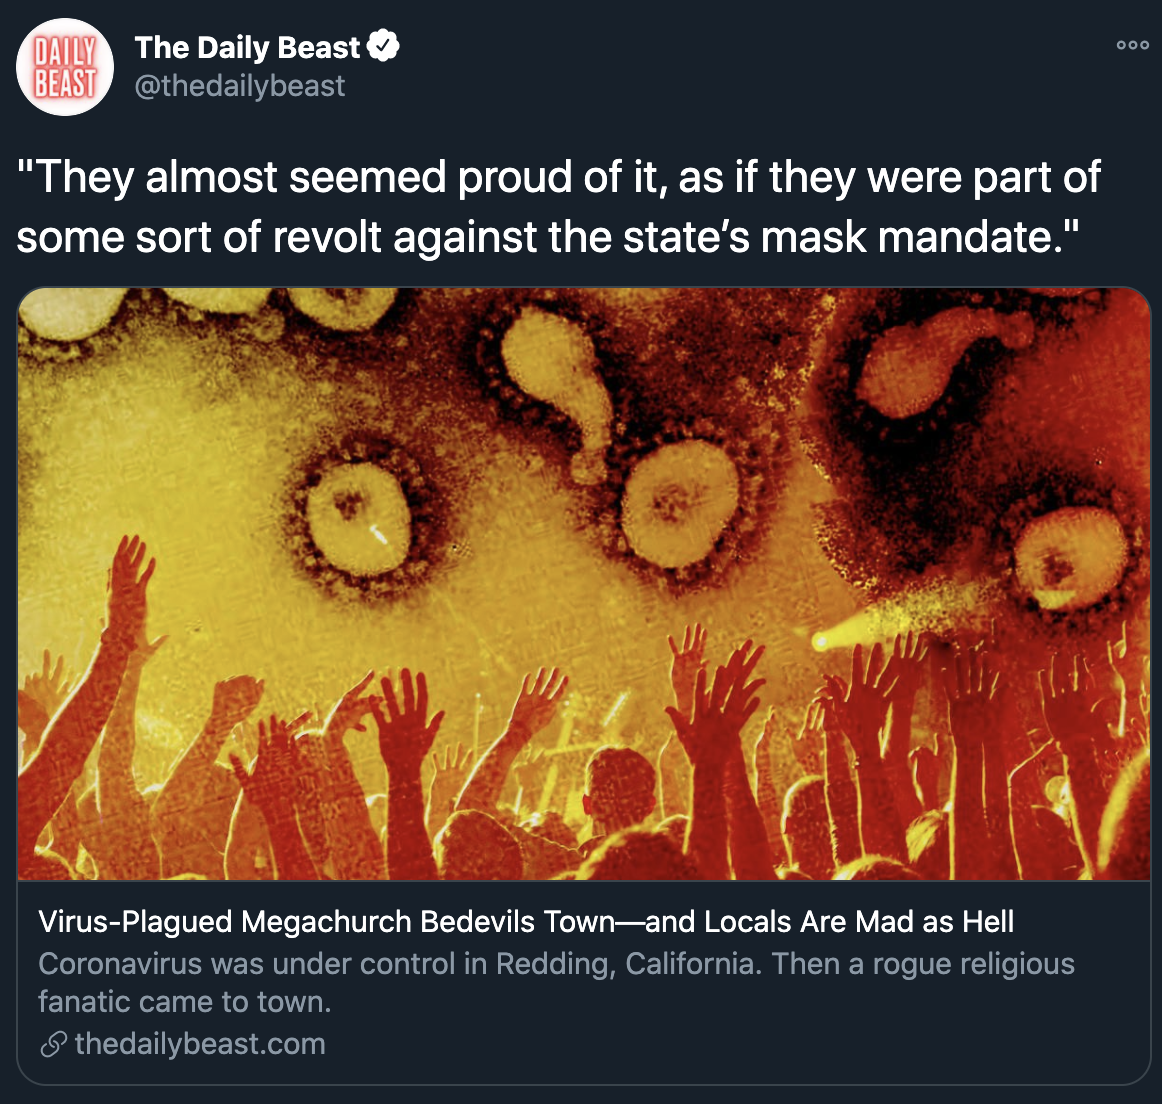 DAILY
BEAST
The Daily Beast
@thedailybeast
"They almost seemed proud of it, as if they were part of
some sort of revolt against the state’s mask mandate."
Virus-Plagued Megachurch Bedevils Town—and Locals Are Mad as Hell
Coronavirus was under control in Redding, California. Then a rogue religious
fanatic came to town.
thedailybeast.com